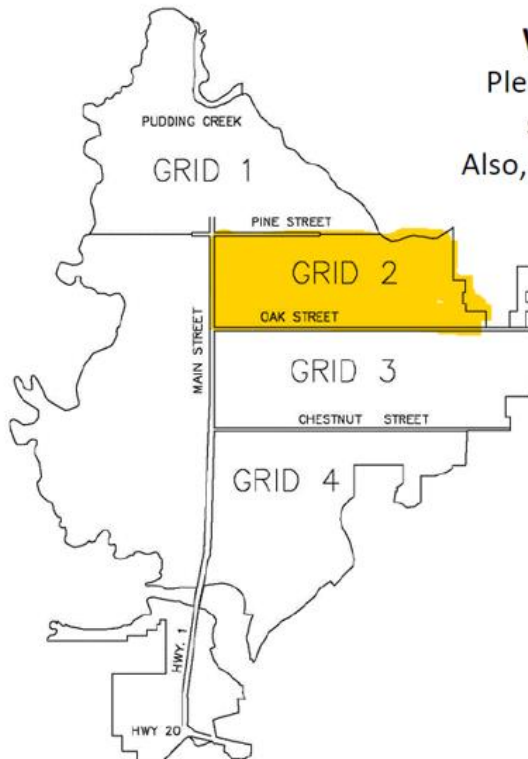 Ple
Also,
PUDDING CREEK
GRID 1
PINE STREET
GRID 2
OAK STREET
MAIN STREET
GRID 3
CHESTNUT STREET
GRID 4
HWY. 1
HWY 20